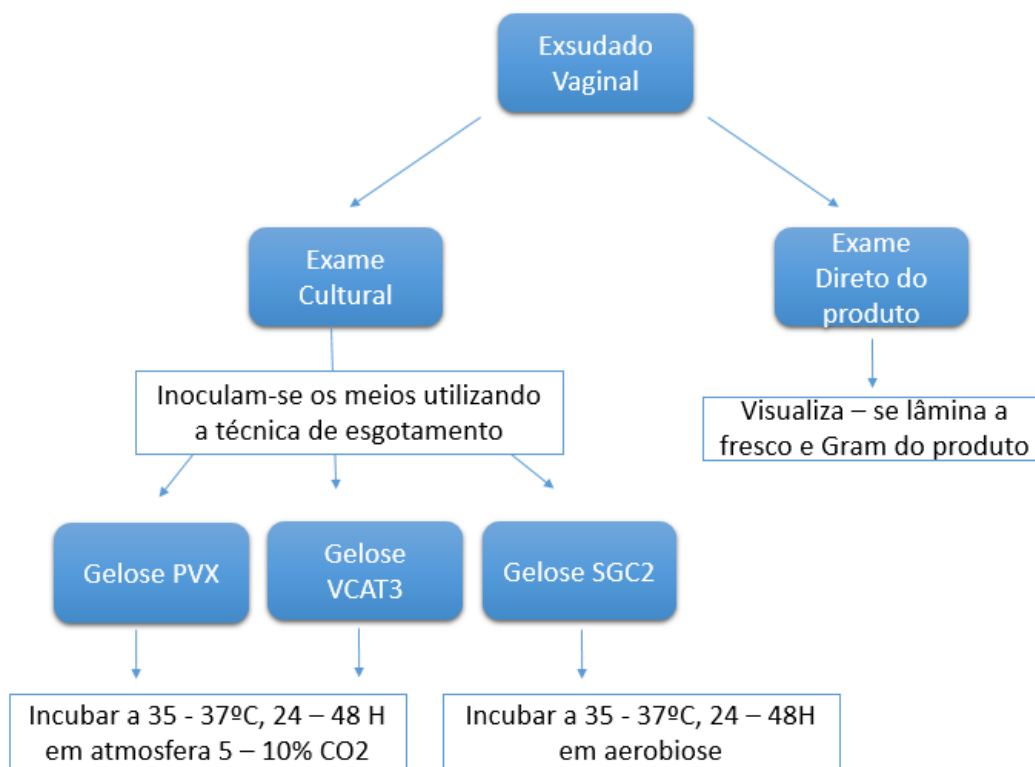 Exsudado
Vaginal
Exame
Cultural
Exame
Direto do
produto
Inoculam-se os meios utilizando
a técnica de esgotamento
Visualiza – se lâmina a
fresco e Gram do produto
Gelose PVX
Gelose
VCAT3
Gelose SGC2
Incubar a 35 - 37ºC, 24 – 48 H
em atmosfera 5 – 10% CO2
Incubar a 35 - 37ºC, 24 – 48H
em aerobiose